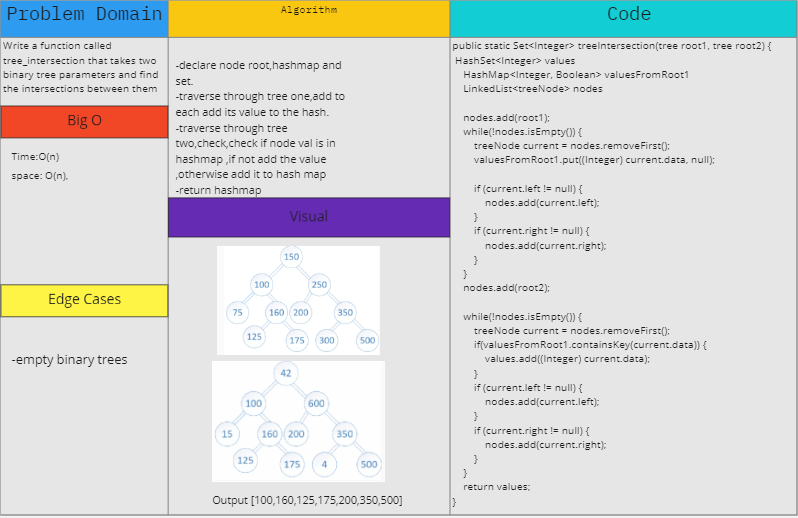 Problem Domain
Write a function called
tree_intersection that takes two
binary tree parameters and find
the intersections between them
Big O
Time:O(n)
space: O(n),
Edge Cases
-empty binary trees
Algorithm
-declare node root,hashmap and
set.
-traverse through tree one,add to
each add its value to the hash.
-traverse through tree
two,check,check if node val is in
hashmap ,if not add the value
,otherwise add it to hash map
-return hashmap
Visual
150
100 250
75 160 200 350
125 175 300 500
42
100 600
15 160 200 350
125 175 4 500
Output [100,160,125,175,200,350,500]
Code
public static Set<Integer> treeIntersection(tree root1, tree root2) {
HashSet<Integer> values
HashMap<Integer, Boolean> valuesFromRoot1
LinkedList<treeNode> nodes
nodes.add(root1);
while(!nodes.isEmpty()) {
treeNode current = nodes.removeFirst();
valuesFromRoot1.put((Integer) current.data, null);
if (current.left != null) {
nodes.add(current.left);
}
if (current.right != null) {
nodes.add(current.right);
}
}
nodes.add(root2);
while(!nodes.isEmpty()) {
treeNode current = nodes.removeFirst();
if(valuesFromRoot1.containsKey(current.data)) {
values.add((Integer) current.data);
}
if (current.left != null) {
nodes.add(current.left);
}
if (current.right != null) {
nodes.add(current.right);
}
}
return values;
}